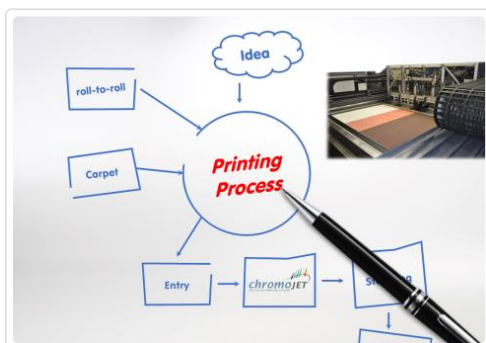 Idea
roll-to-roll
Carpet
Printing
Process
Entry
chromoJET